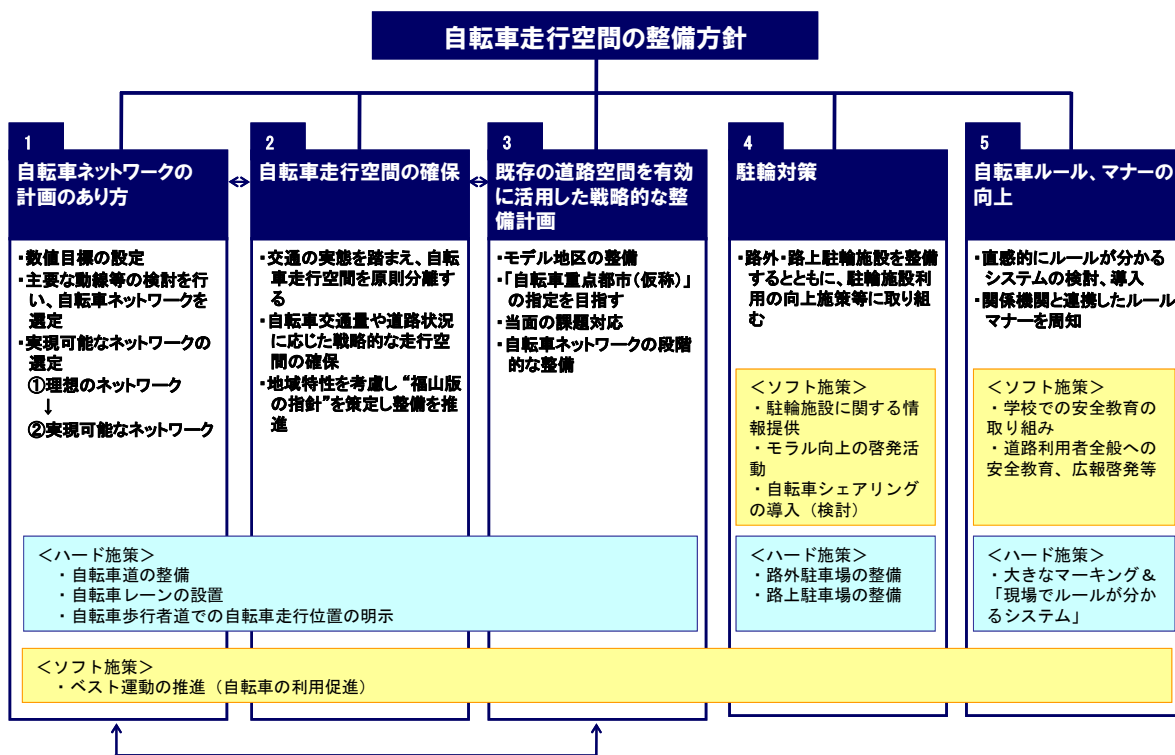 自転車走行空間の整備方針
1
自転車ネットワークの
計画のあり方
・数値目標の設定
・主要な動線等の検討を行
い、自転車ネットワークを
選定
・実現可能なネットワークの
選定
①理想のネットワーク
↓
②実現可能なネットワーク
2
自転車走行空間の確保
・交通の実態を踏まえ、自転
車走行空間を原則分離す
る
・自転車交通量や道路状況
に応じた戦略的な走行空
間の確保
・地域特性を考慮し“福山版
の指針”を策定し整備を推
進
3
既存の道路空間を有効
に活用した戦略的な整
備計画
・モデル地区の整備
・「自転車重点都市(仮称)」
の指定を目指す
・当面の課題対応
・自転車ネットワークの段階
的な整備
4
駐輪対策
・路外・路上駐輪施設を整備
するとともに、駐輪施設利
用の向上施策等に取り組
む
<ソフト施策>
・駐輪施設に関する情
報提供
・モラル向上の啓発活
動
・自転車シェアリング
の導入（検討）
<ハード施策>
・路外駐車場の整備
・路上駐車場の整備
5
自転車ルール、マナーの
向上
・直感的にルールが分かる
システムの検討、導入
・関係機関と連携したルール
マナーを周知
<ソフト施策>
・学校での安全教育の
取り組み
・道路利用者全般への
安全教育、広報啓発等
<ハード施策>
・大きなマーキング＆
「現場でルールが分か
るシステム」
<ハード施策>
・自転車道の整備
・自転車レーンの設置
・自転車歩行者道での自転車走行位置の明示
<ソフト施策>
・ベスト運動の推進（自転車の利用促進）